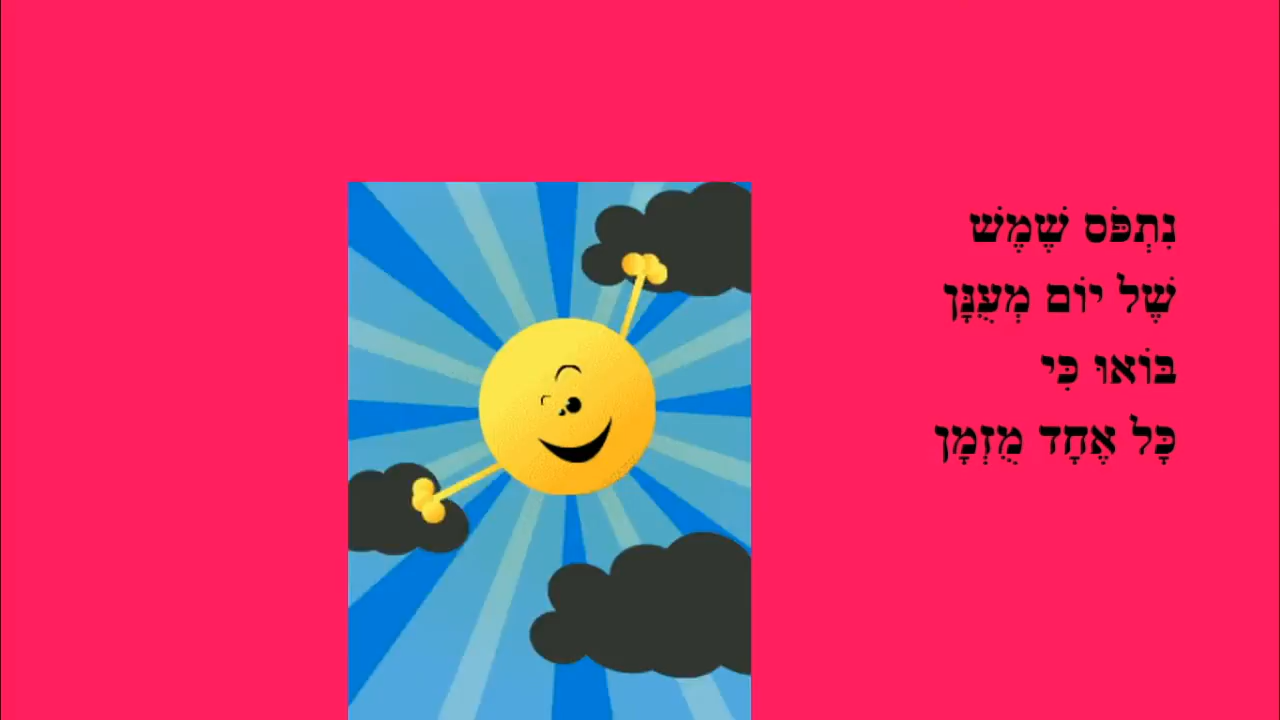 נִתְפֹּס שֶׁמֶשׁ
שֶׁל יוֹם מְעֻנָּן
בּוֹאוּ כִּי
כָּל אֶחָד מֻזְמָן